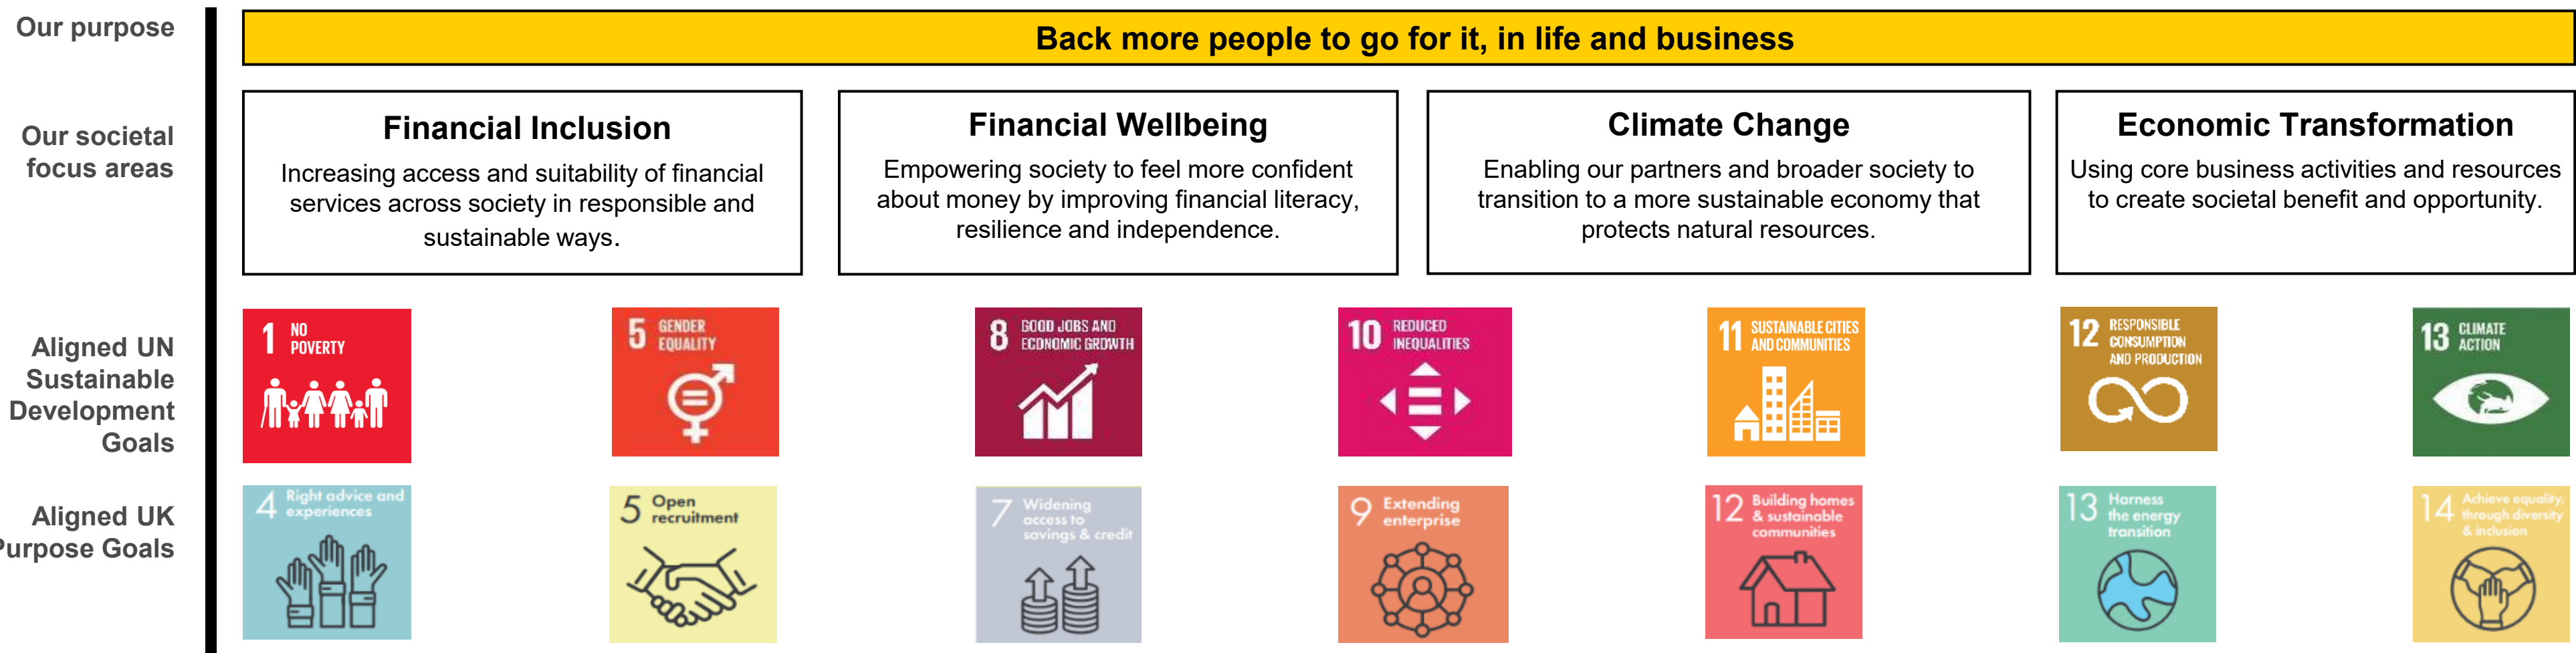 Our purpose
Back more people to go for it, in life and business
Our societal
focus areas
Financial Inclusion
Increasing access and suitability of financial
services across society in responsible and
sustainable ways.
Financial Wellbeing
Empowering society to feel more confident
about money by improving financial literacy,
resilience and independence.
Climate Change
Enabling our partners and broader society to
transition to a more sustainable economy that
protects natural resources.
Economic Transformation
Using core business activities and resources
to create societal benefit and opportunity.
Aligned UN
Sustainable
Development
Goals
1 NO
POVERTY
5 GENDER
EQUALITY
8 GOOD JOBS AND
ECONOMIC GROWTH
10 REDUCED
INEQUALITIES
11 SUSTAINABLE CITIES
AND COMMUNITIES
12 RESPONSIBLE
CONSUMPTION
AND PRODUCTION
13 CLIMATE
ACTION
Aligned UK
Purpose Goals
4 Right advice and
experiences
5 Open
recruitment
7 Widening
access to
savings & credit
9 Extending
enterprise
12 Building homes
& sustainable
communities
13 Harness
the energy
transition
14 Achieve equality,
through diversity
& inclusion